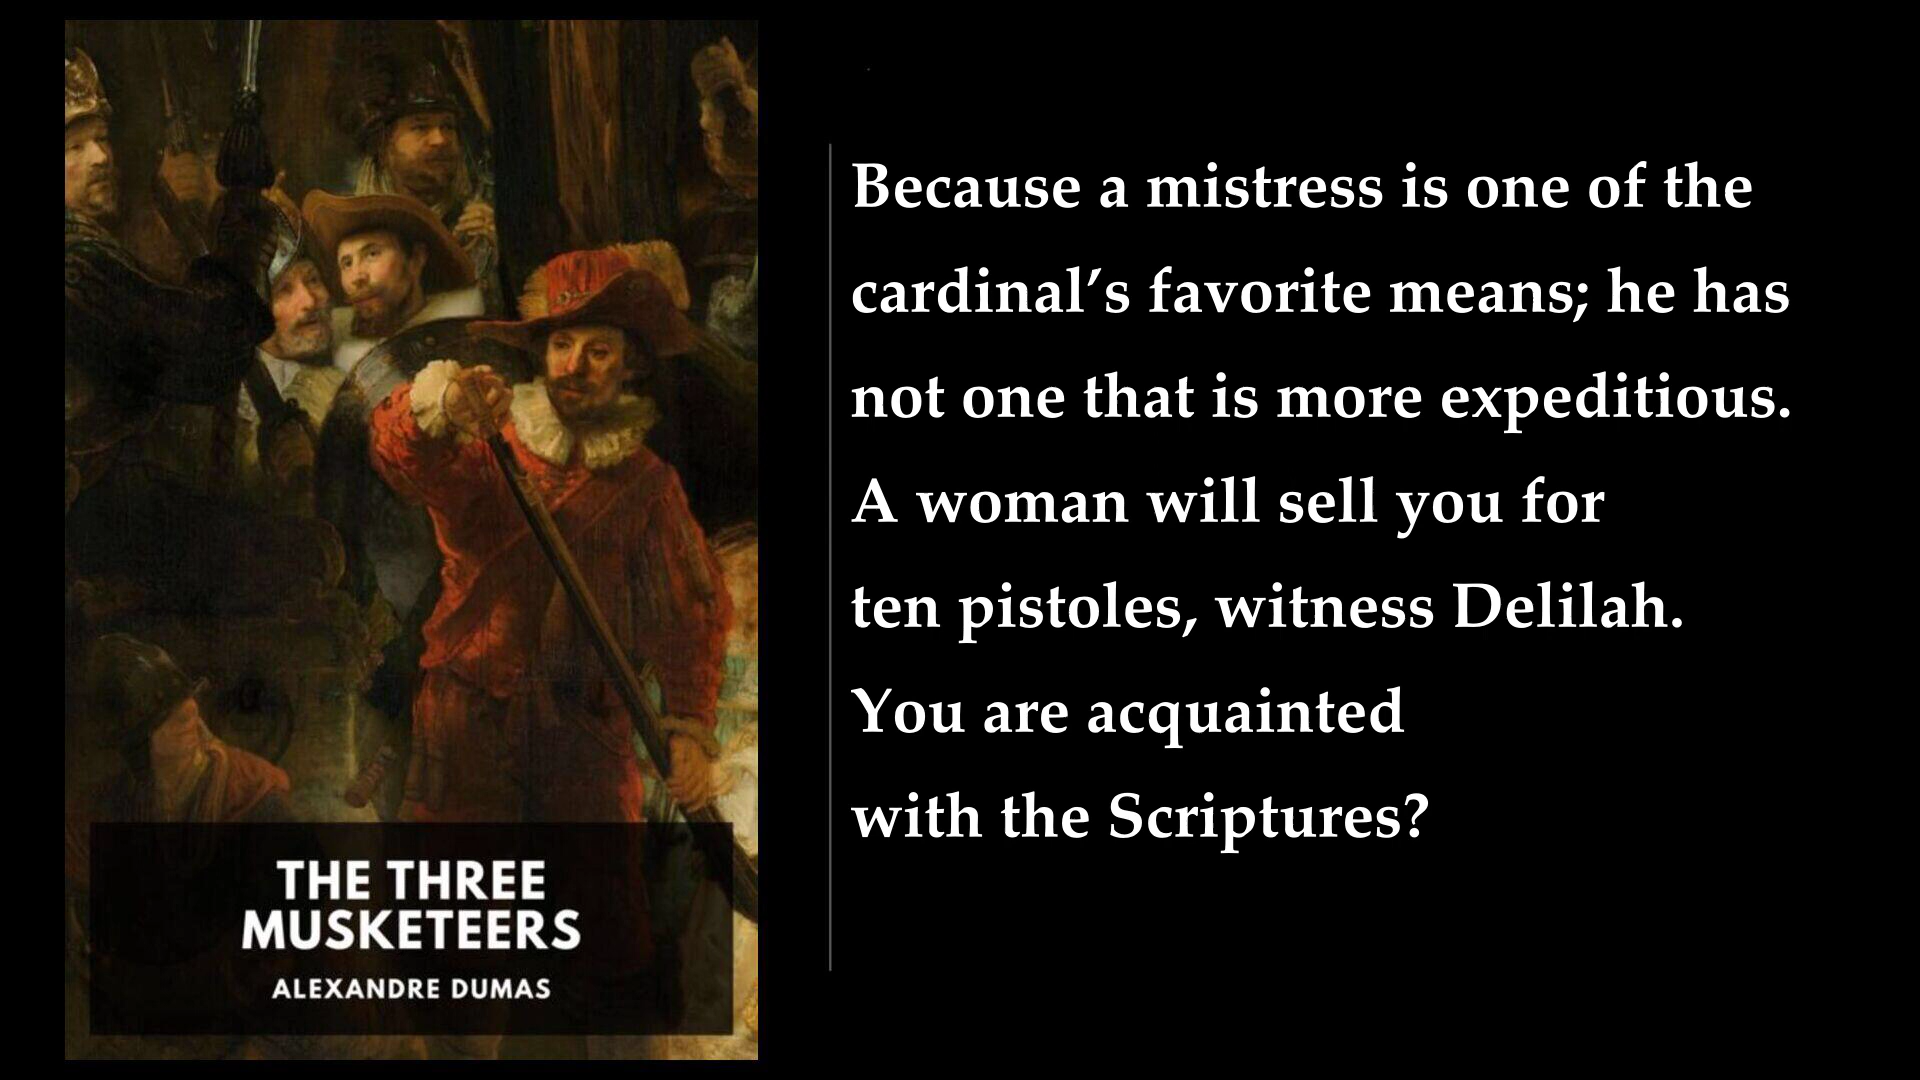 THE THREE
MUSKETEERS
ALEXANDRE DUMAS
Because a mistress is one of the
cardinal’s favorite means; he has
not one that is more expeditious.
A woman will sell you for
ten pistoles, witness Delilah.
You are acquainted
with the Scriptures?